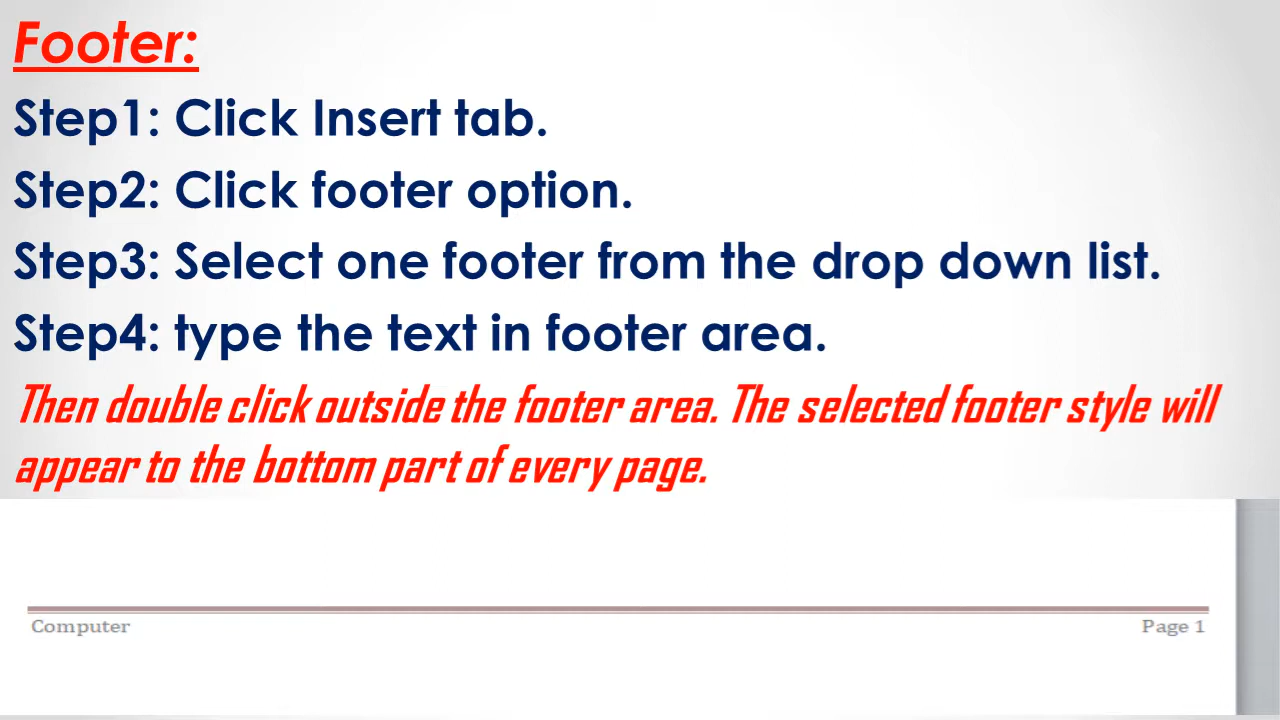 Footer:
Step1: Click Insert tab.
Step2: Click footer option.
Step3: Select one footer from the drop down list.
Step4: type the text in footer area.
Then double click outside the footer area. The selected footer style will
appear to the bottom part of every page.
Computer Page 1